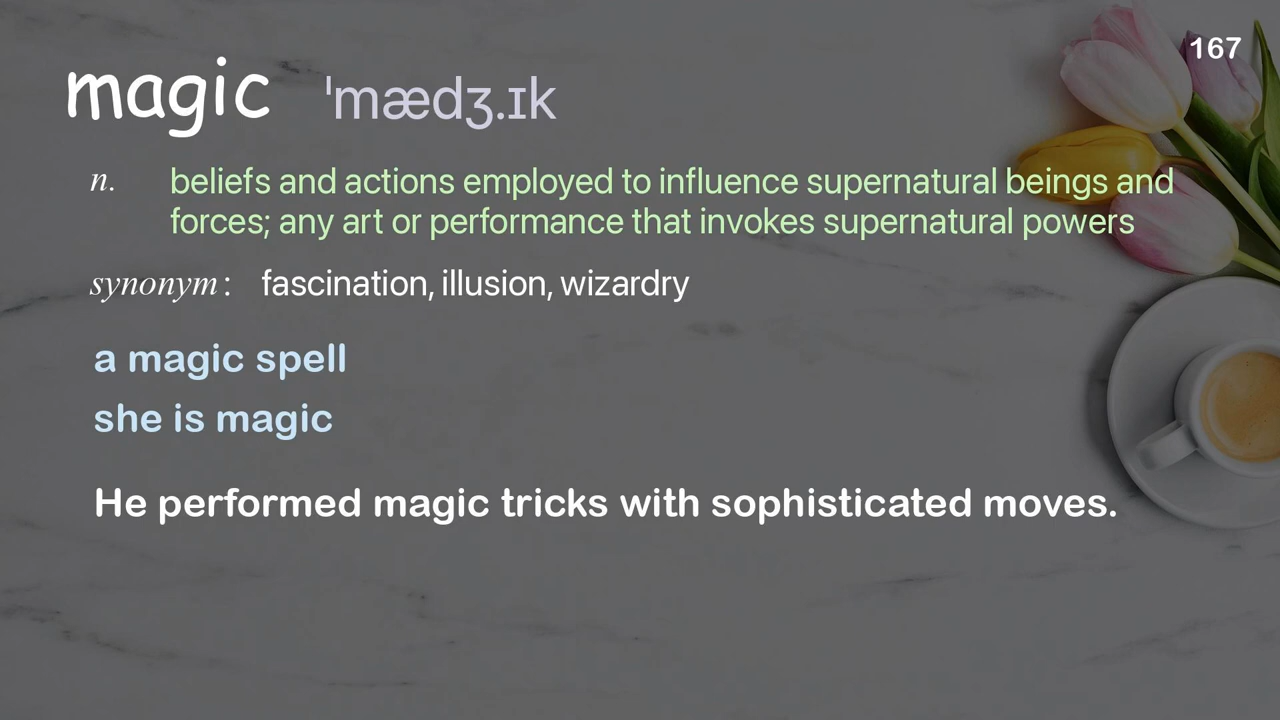 167
magic ˈmædʒ.ɪk
n. beliefs and actions employed to influence supernatural beings and
forces; any art or performance that invokes supernatural powers
synonym: fascination, illusion, wizardry
a magic spell
she is magic
He performed magic tricks with sophisticated moves.